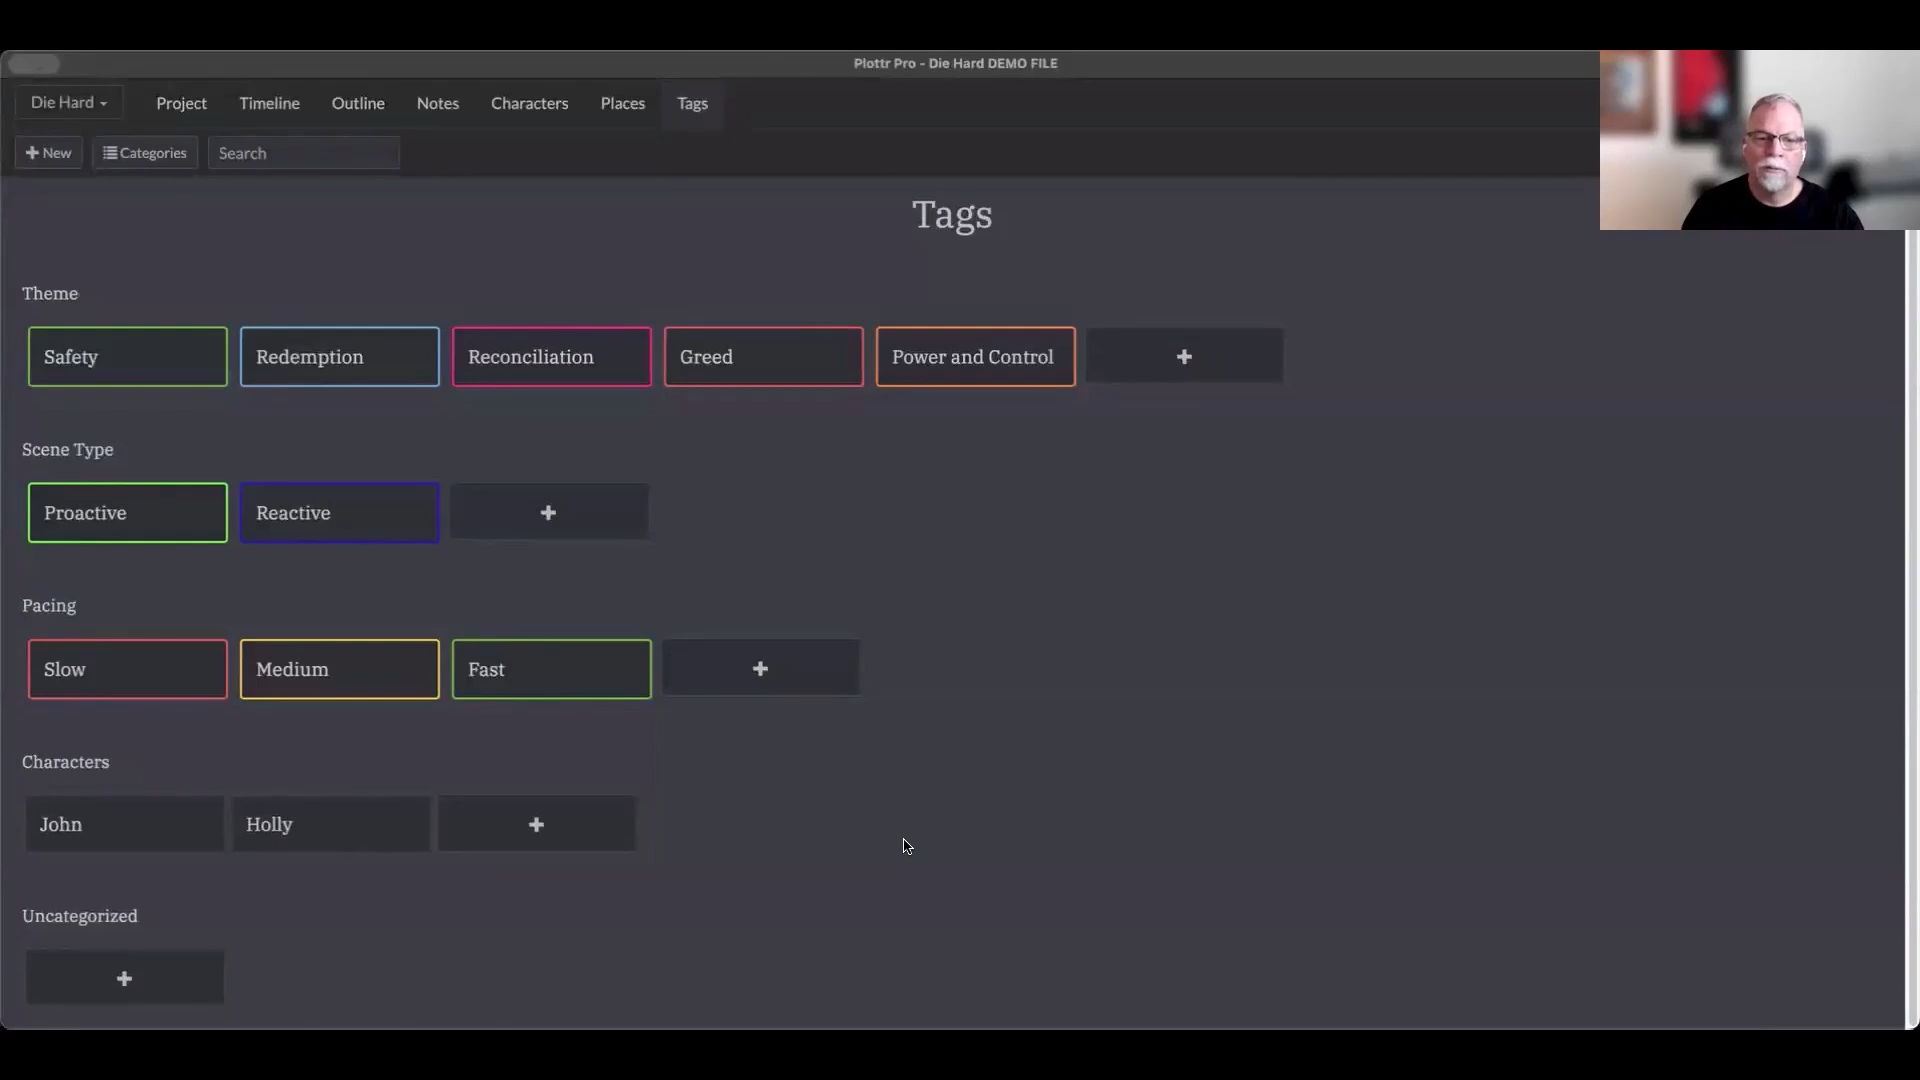 Plottr Pro - Die Hard DEMO FILE
Die Hard Project Timeline Outline Notes Characters Places Tags
New Categories Search
Tags
Theme
Safety Redemption Reconciliation Greed Power and Control
Scene Type
Proactive Reactive
Pacing
Slow Medium Fast
Characters
John Holly
Uncategorized